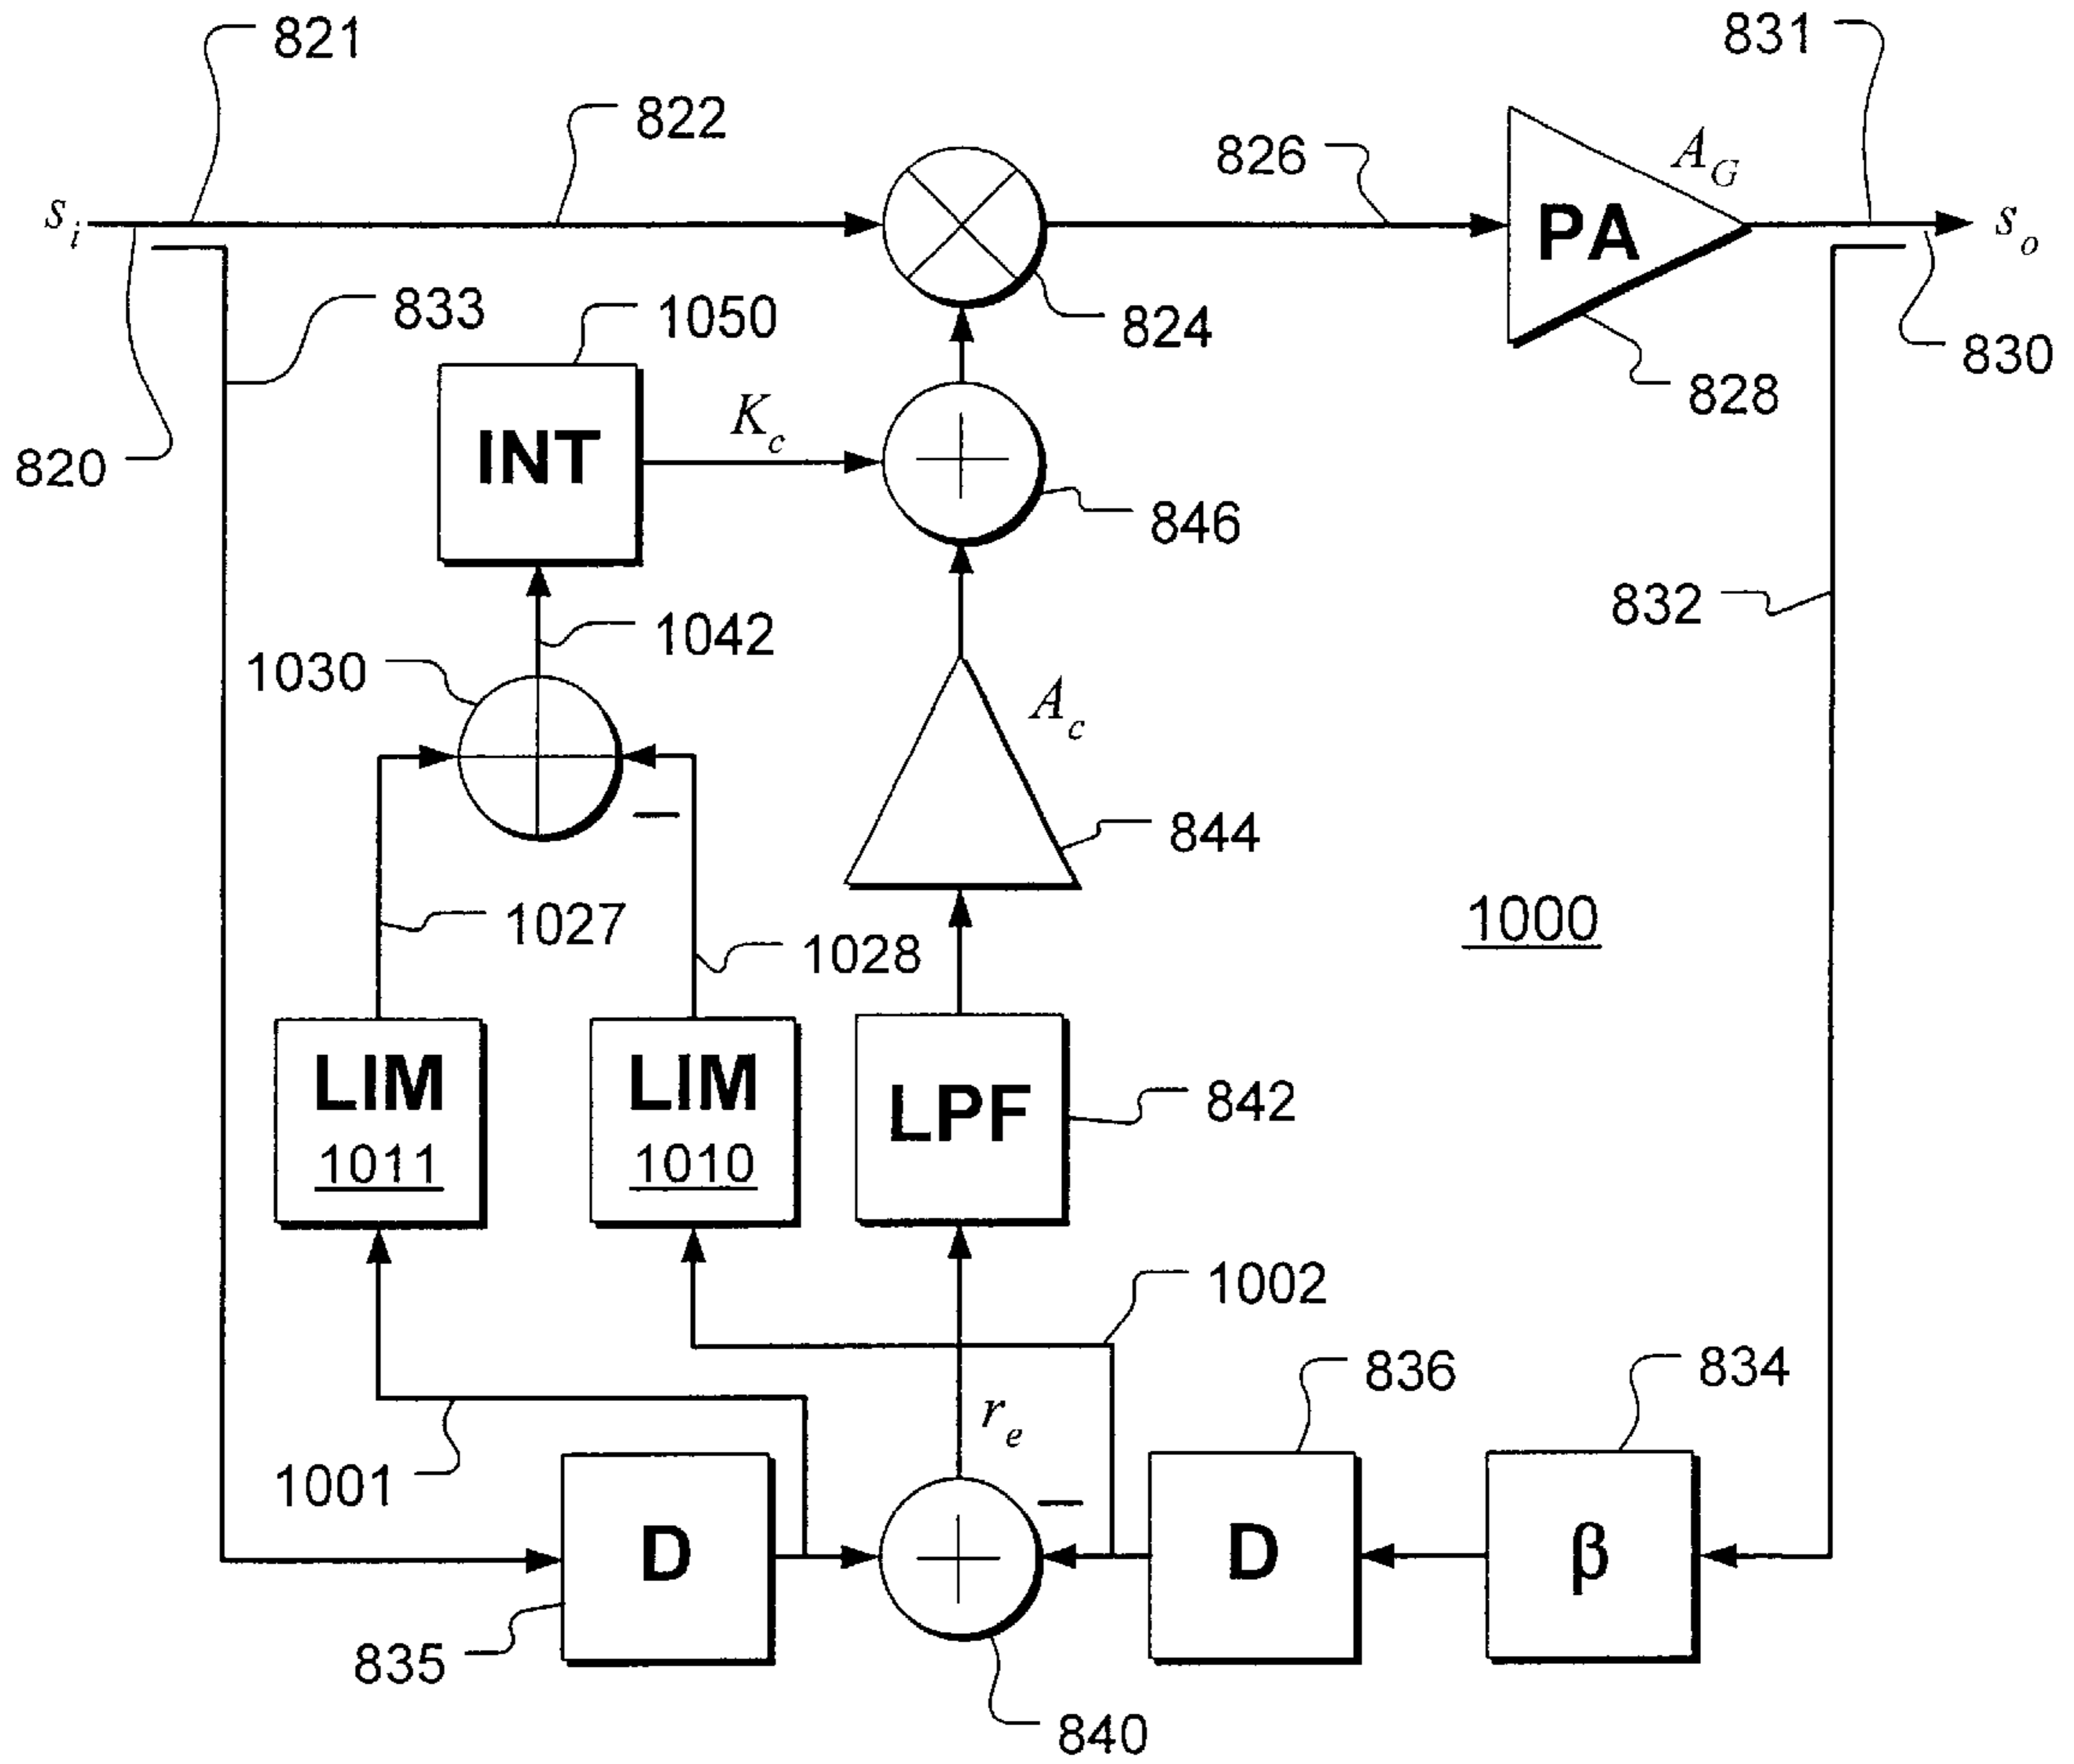 821
831
822
826
A_G
s_i
PA
s_o
833
1050
824
830
828
820
K_c
INT
846
832
1042
1030
A_c
844
1027
1000
1028
LIM
1011
LIM
1010
LPF
842
1002
836
834
r_e
1001
D
D
β
835
840